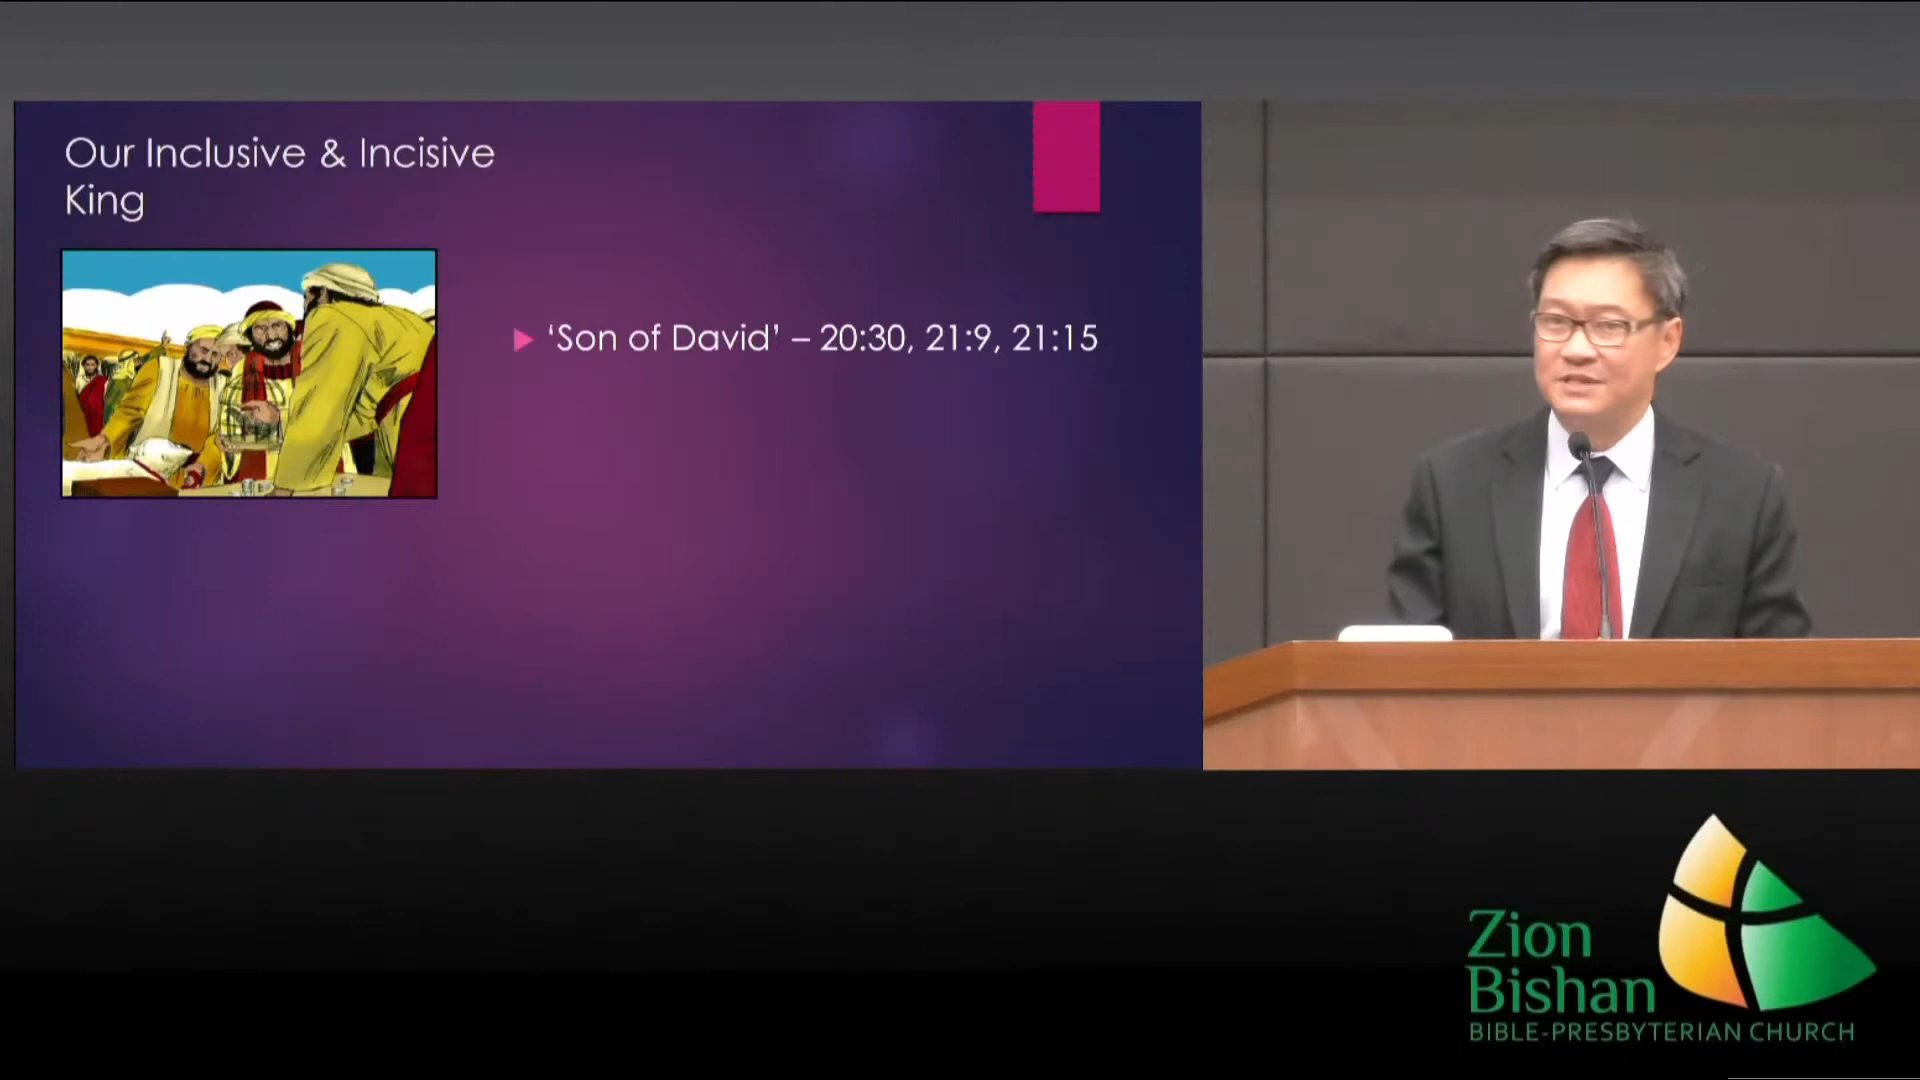 Our Inclusive & Incisive
King
‘Son of David’ – 20:30, 21:9, 21:15
Zion
Bishan
BIBLE-PRESBYTERIAN CHURCH